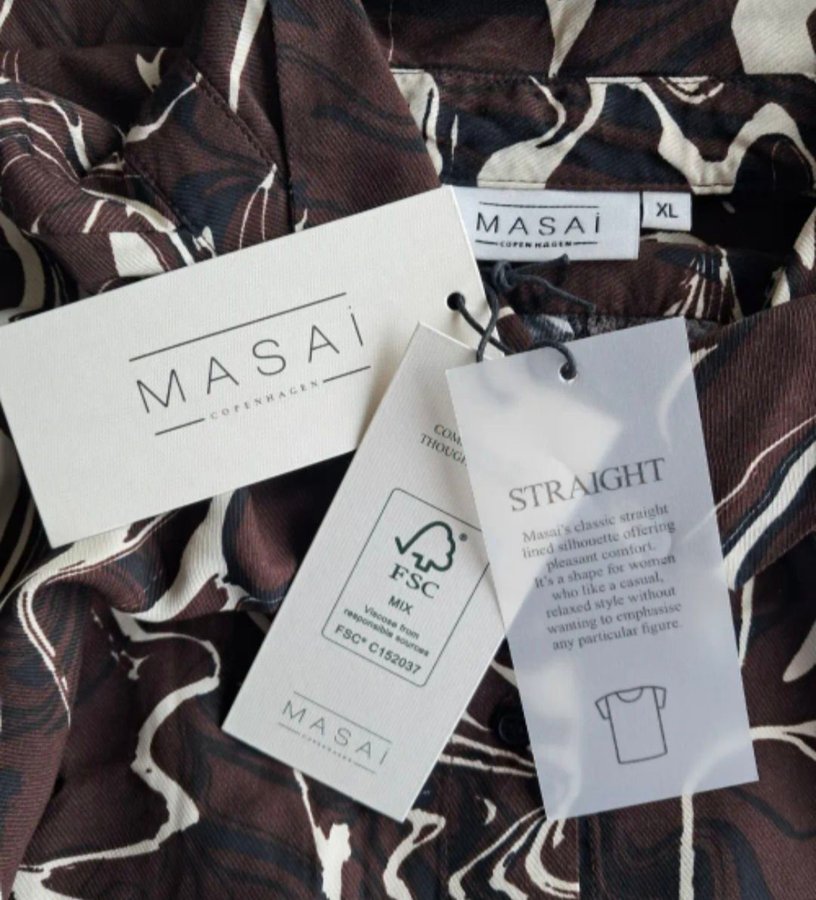 MASAi
COPENHAGEN
XL
MASAi
COPENHAGEN
FSC®
MIX
Viscose from
responsible sources
FSC® C152037
MASAi
COPENHAGEN
STRAIGHT
Masai's classic straight
lined silhouette offering
pleasant comfort.
It's a shape for women
who like a casual,
relaxed style without
wanting to emphasise
any particular figure.